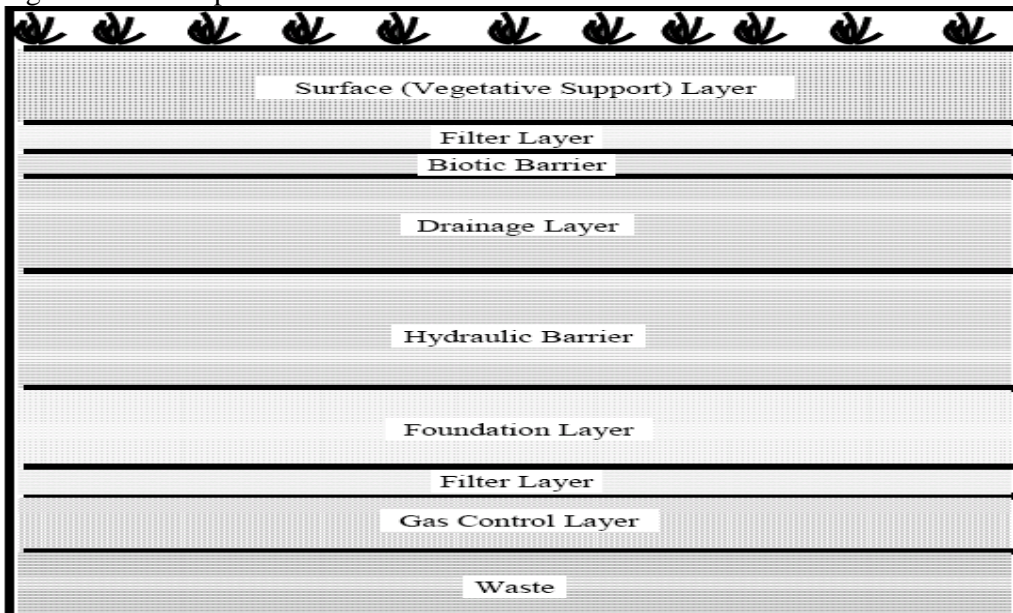 Surface (Vegetative Support) Layer
Filter Layer
Biotic Barrier
Drainage Layer
Hydraulic Barrier
Foundation Layer
Filter Layer
Gas Control Layer
Waste